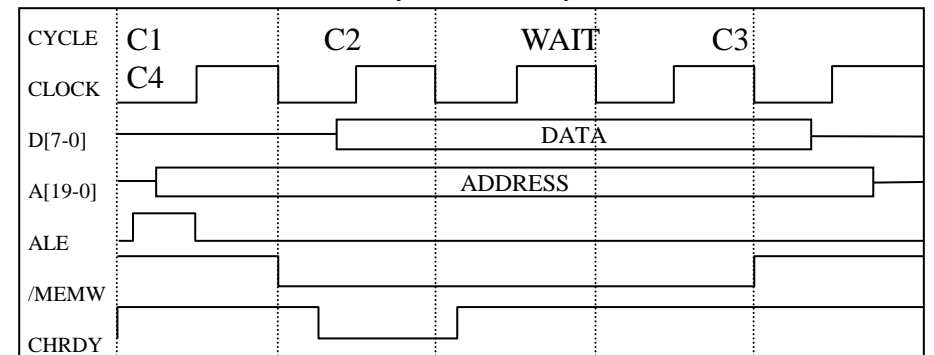 CYCLE C1 C2 WAIT C3
CLOCK C4
D[7-0] DATA
A[19-0] ADDRESS
ALE
/MEMW
CHRDY